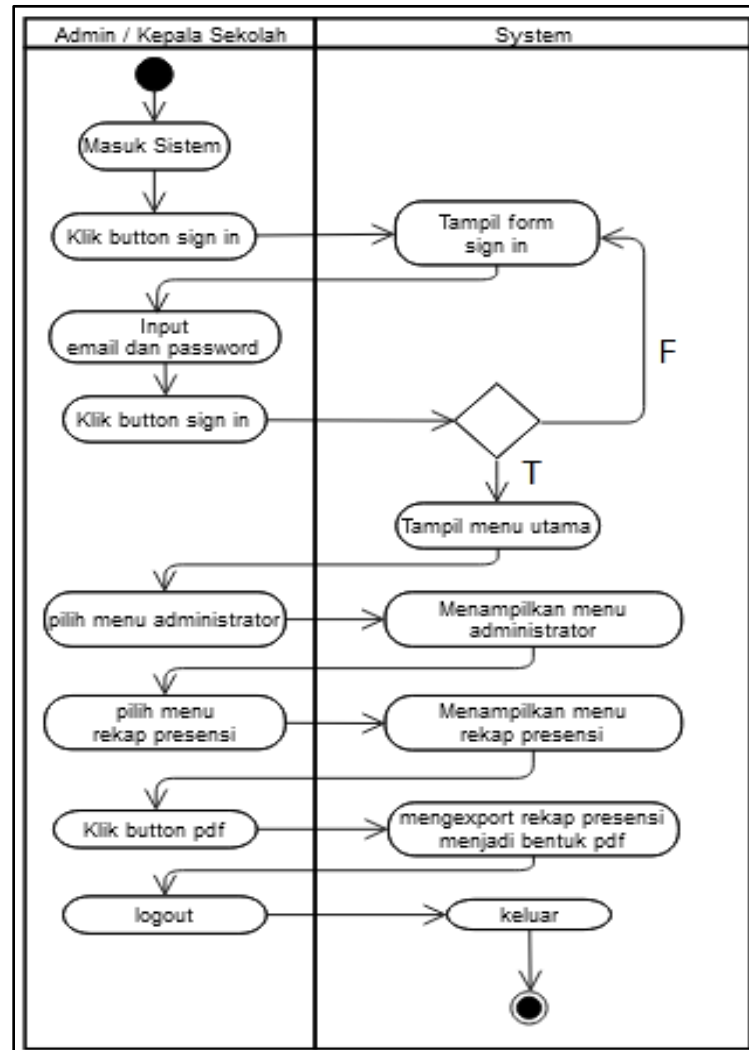 Admin / Kepala Sekolah
System
Masuk Sistem
Klik button sign in
Tampil form
sign in
Input
email dan password
F
Klik button sign in
T
Tampil menu utama
pilih menu administrator
Menampilkan menu
administrator
pilih menu
rekap presensi
Menampilkan menu
rekap presensi
Klik button pdf
mengexport rekap presensi
menjadi bentuk pdf
logout
keluar